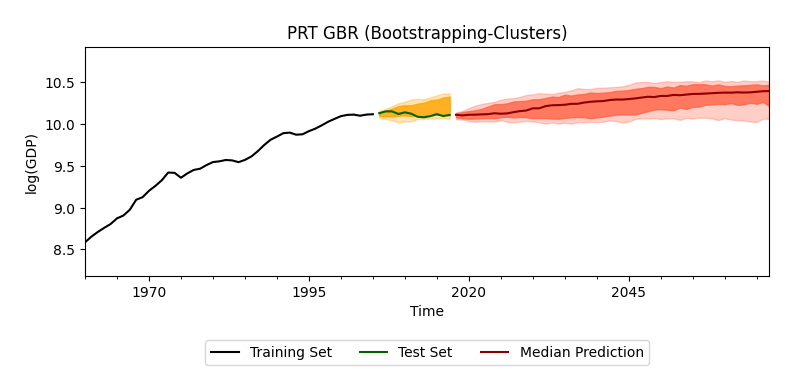 PRT GBR (Bootstrapping-Clusters)
10.5
10.0
9.5
9.0
8.5
log(GDP)
1970 1995 2020 2045
Time
Training Set Test Set Median Prediction